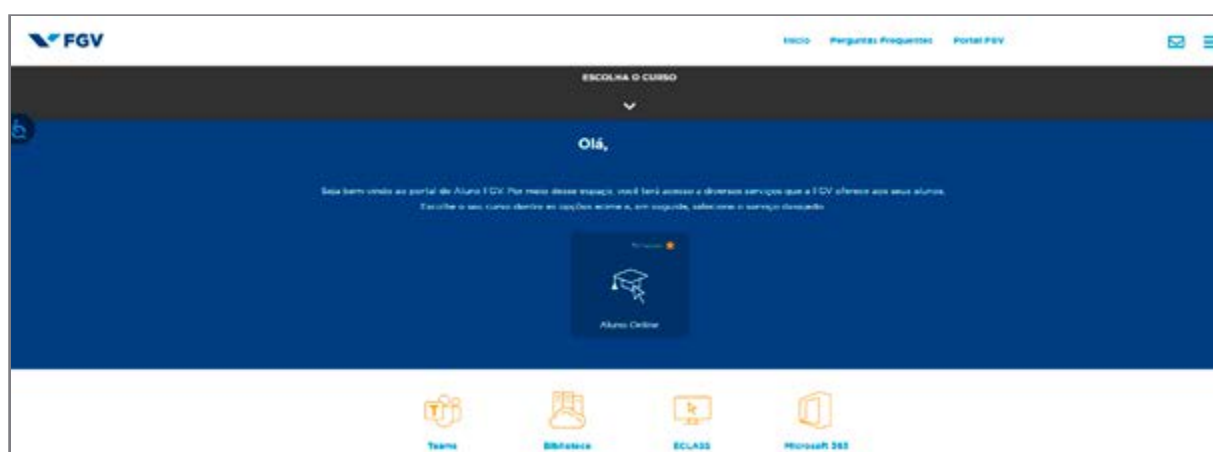 FGV
Início Perguntas Frequentes Portal FGV
ESCOLHA O CURSO
Olá,
Seja bem-vindo ao portal do Aluno FGV. Por meio desse espaço, você terá acesso a diversos serviços que a FGV oferece aos seus alunos.
Escolha o seu curso dentre as opções acima e, em seguida, selecione o serviço desejado.
Aluno Online
Teams Biblioteca ECLASS Microsoft 365